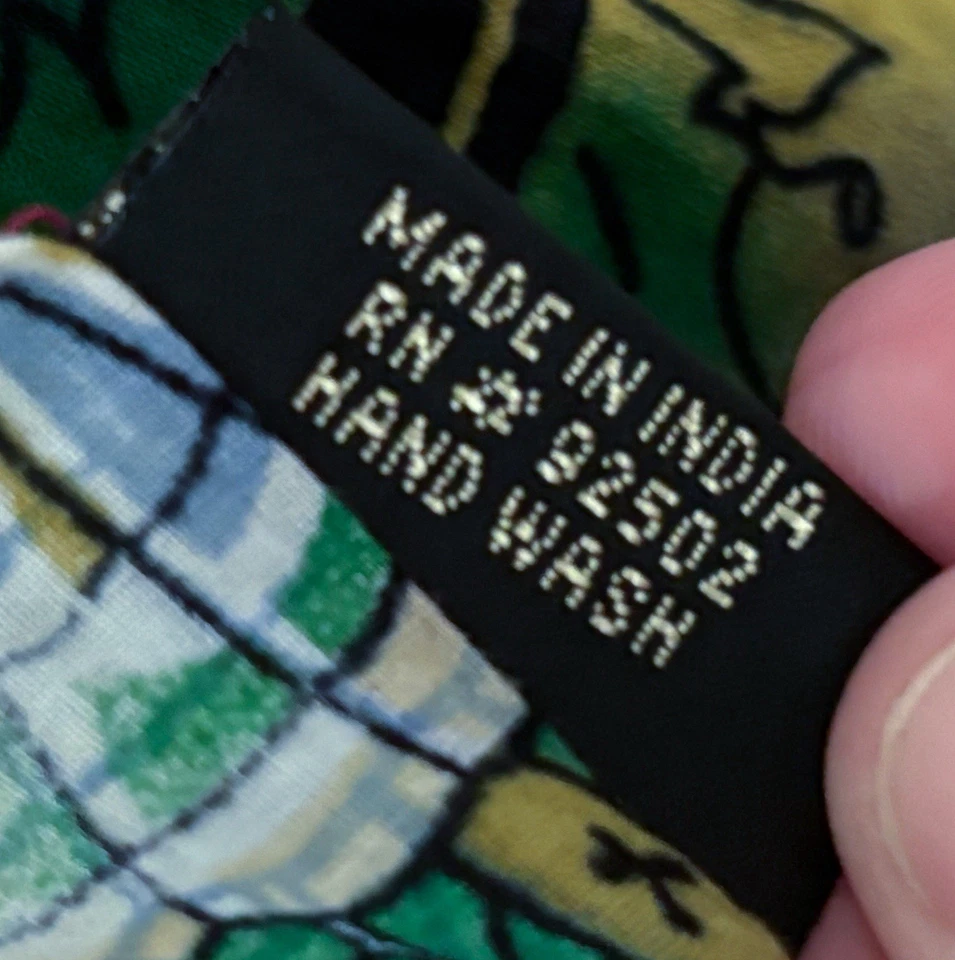 MADE IN INDIA
RN # 82502
HAND WASH